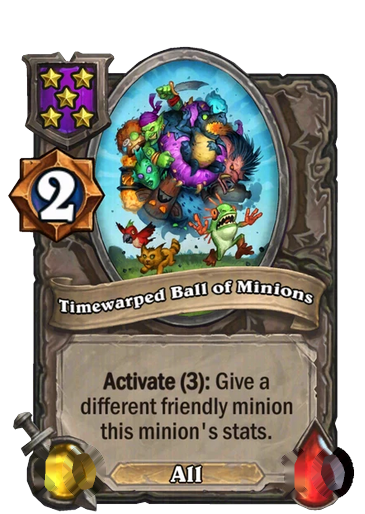 2
Timewarped Ball of Minions
Activate (3): Give a
different friendly minion
this minion's stats.
All